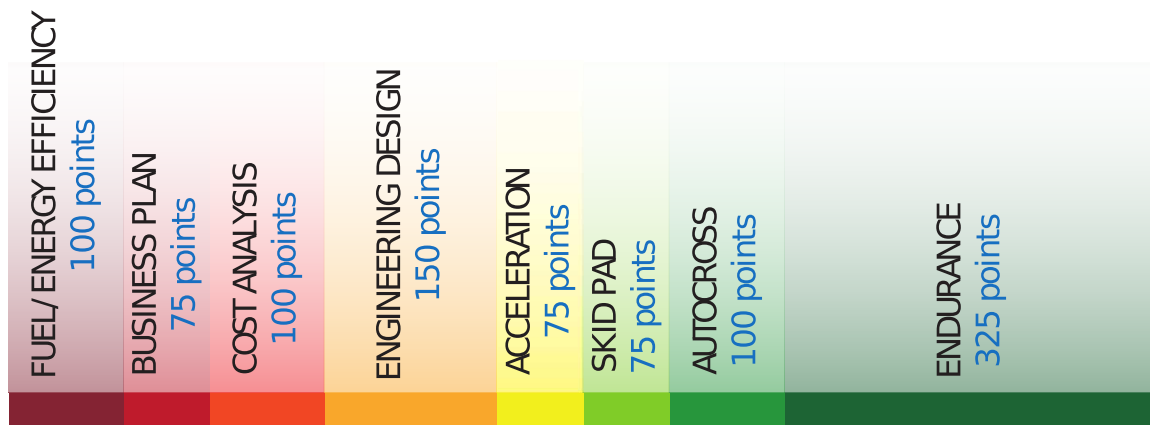 FUEL/ENERGY EFFICIENCY
100 points
BUSINESS PLAN
75 points
COST ANALYSIS
100 points
ENGINEERING DESIGN
150 points
ACCELERATION
75 points
SKID PAD
75 points
AUTOCROSS
100 points
ENDURANCE
325 points